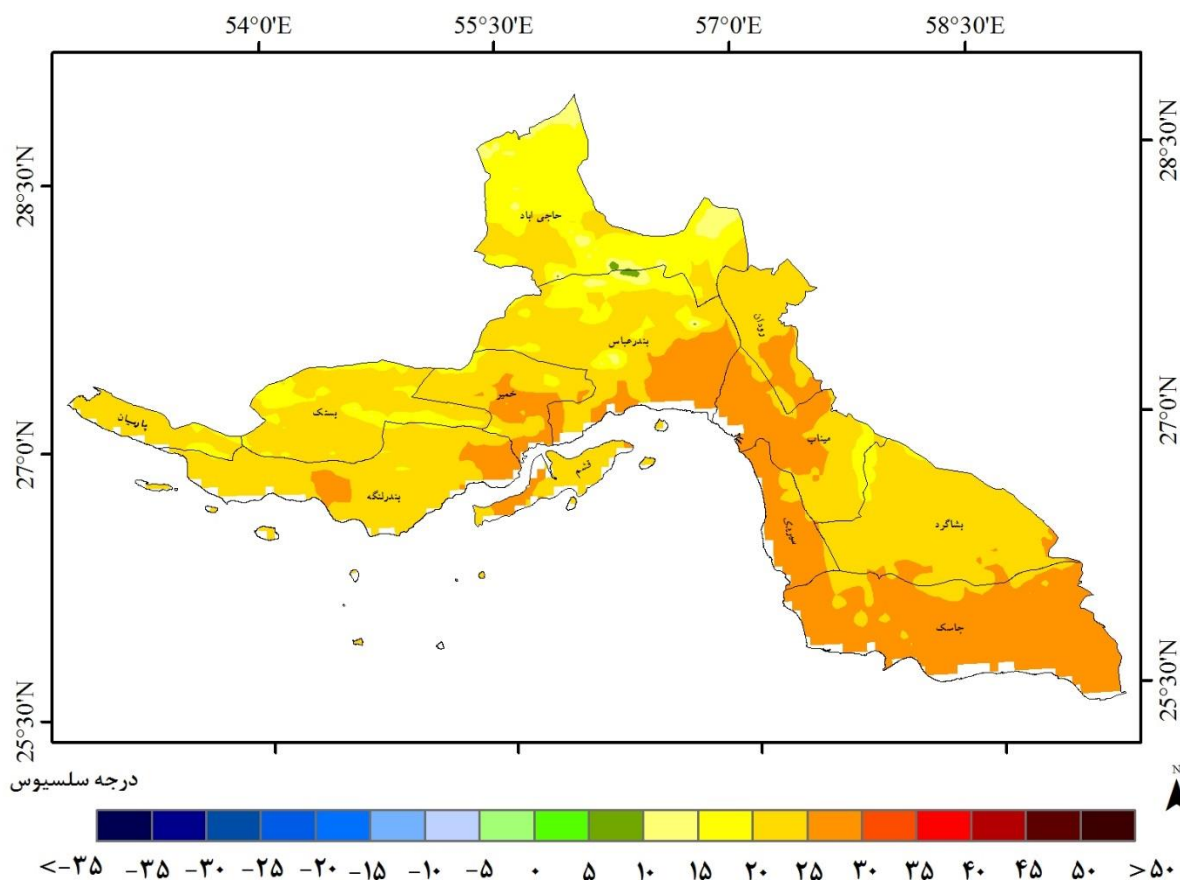 54°0'E 55°30'E 57°0'E 58°30'E
28°30'N 28°30'N
حاجی اباد
رودان
بندرعباس
خمیر
بستک
پارسیان
27°0'N
میناب
27°0'N
قشم
بندرلنگه
بشاگرد
سیریک
جاسک
25°30'N
25°30'N
درجه سلسیوس
N
<-۳۵ -۳۵ -۳۰ -۲۵ -۲۰ -۱۵ -۱۰ -۵ ۰ ۵ ۱۰ ۱۵ ۲۰ ۲۵ ۳۰ ۳۵ ۴۰ ۴۵ ۵۰ >۵۰